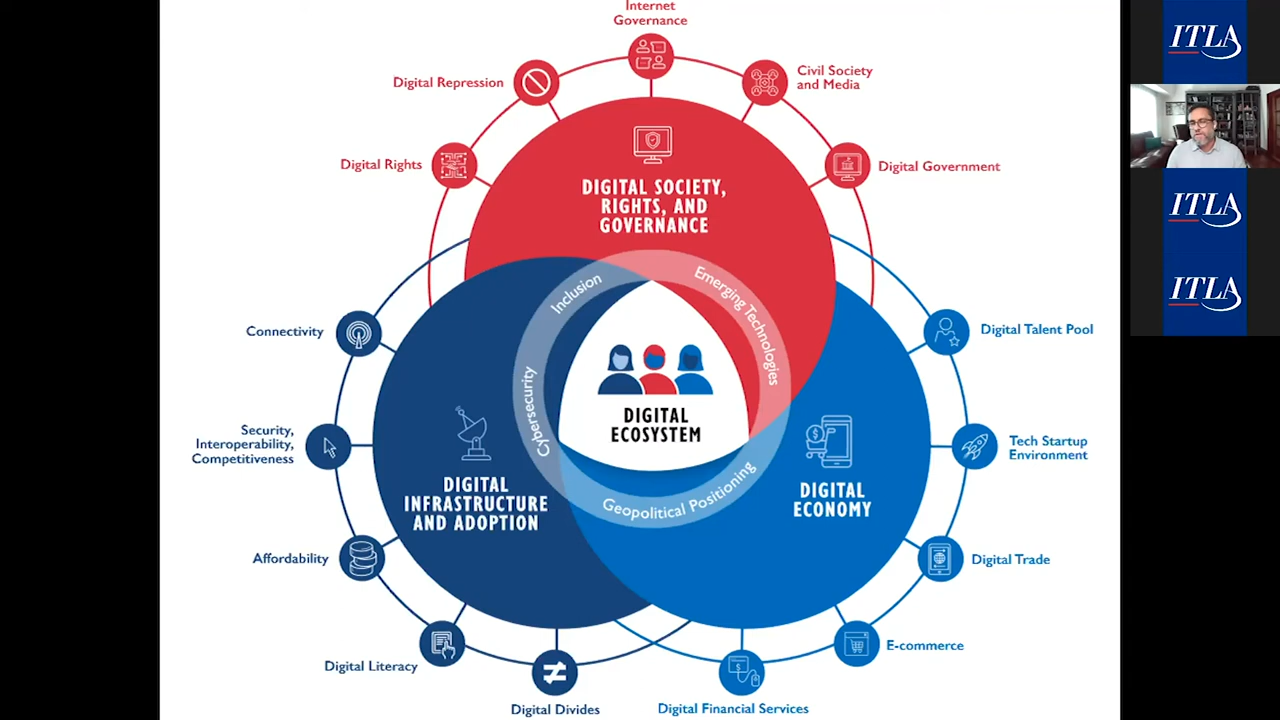 Internet
Governance
Digital Repression
Civil Society
and Media
Digital Rights
Digital Government
DIGITAL SOCIETY,
RIGHTS, AND
GOVERNANCE
Inclusion
Emerging Technologies
Cybersecurity
Geopolitical Positioning
DIGITAL
ECOSYSTEM
Connectivity
Security,
Interoperability,
Competitiveness
Affordability
Digital Literacy
Digital Divides
DIGITAL
INFRASTRUCTURE
AND ADOPTION
DIGITAL
ECONOMY
Digital Talent Pool
Tech Startup
Environment
Digital Trade
E-commerce
Digital Financial Services
ITLA
ITLA
ITLA